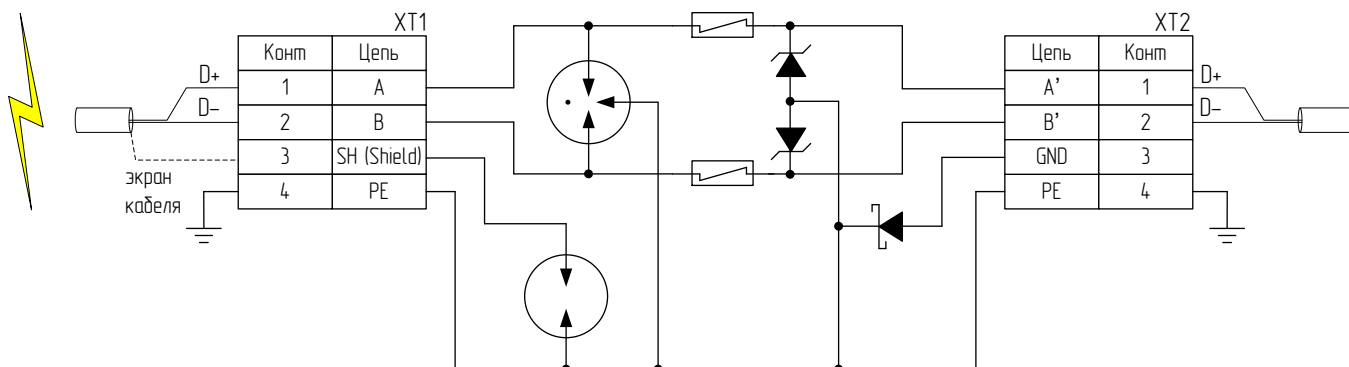 XT1
Конт Цепь
1 A
2 B
3 SH (Shield)
4 PE
D+
D-
экран
кабеля
XT2
Цепь Конт
A' 1
B' 2
GND 3
PE 4
D+
D-